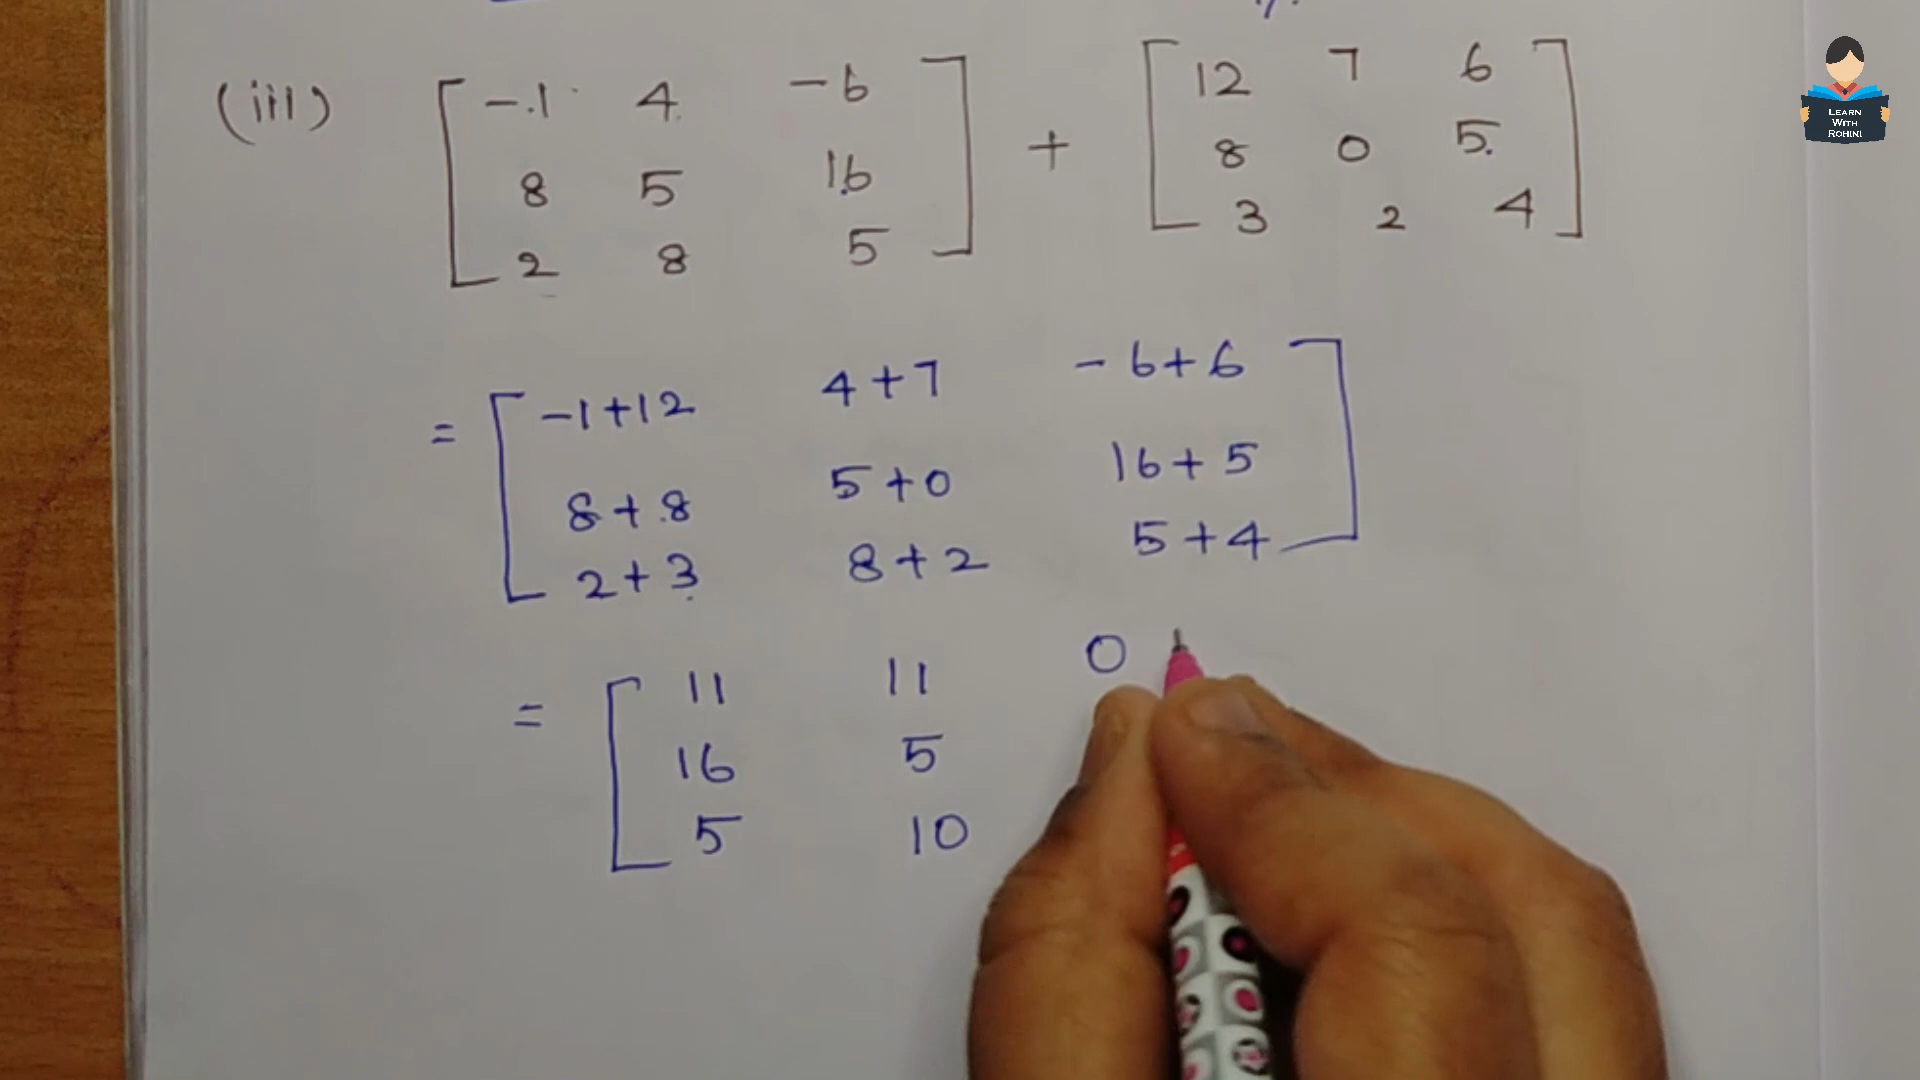 (iii) [ -1 4 -6 ] + [ 12 7 6 ]
[ 8 5 16 ] [ 8 0 5 ]
[ 2 8 5 ] [ 3 2 4 ]
= [ -1+12 4+7 -6+6 ]
[ 8+8 5+0 16+5 ]
[ 2+3 8+2 5+4 ]
= [ 11 11 0
[ 16 5
[ 5 10
LEARN
WITH
ROHINI